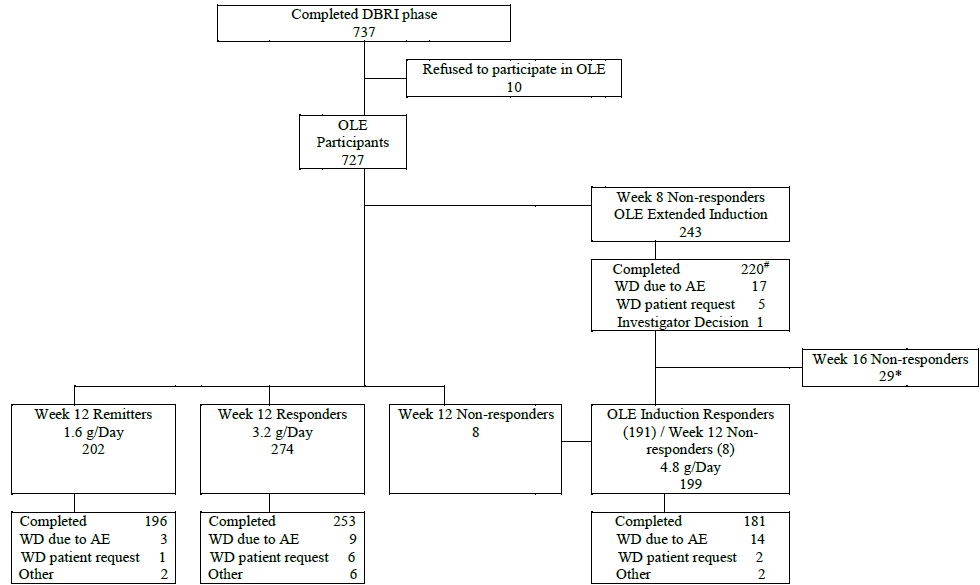 Completed DBRI phase
737
Refused to participate in OLE
10
OLE
Participants
727
Week 8 Non-responders
OLE Extended Induction
243
Completed 220#
WD due to AE 17
WD patient request 5
Investigator Decision 1
Week 16 Non-responders
29*
Week 12 Remitters
1.6 g/Day
202
Week 12 Responders
3.2 g/Day
274
Week 12 Non-responders
8
OLE Induction Responders
(191) / Week 12 Non-
responders (8)
4.8 g/Day
199
Completed 196
WD due to AE 3
WD patient request 1
Other 2
Completed 253
WD due to AE 9
WD patient request 6
Other 6
Completed 181
WD due to AE 14
WD patient request 2
Other 2